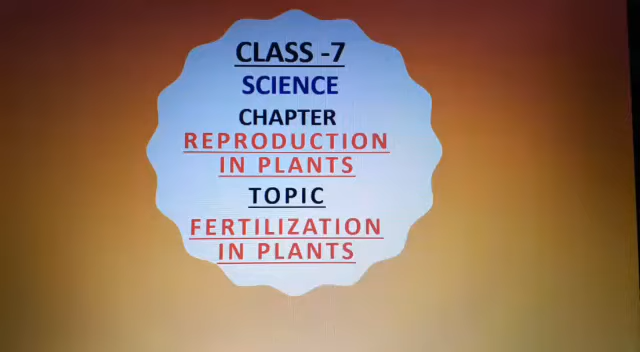 CLASS -7
SCIENCE
CHAPTER
REPRODUCTION
IN PLANTS
TOPIC
FERTILIZATION
IN PLANTS